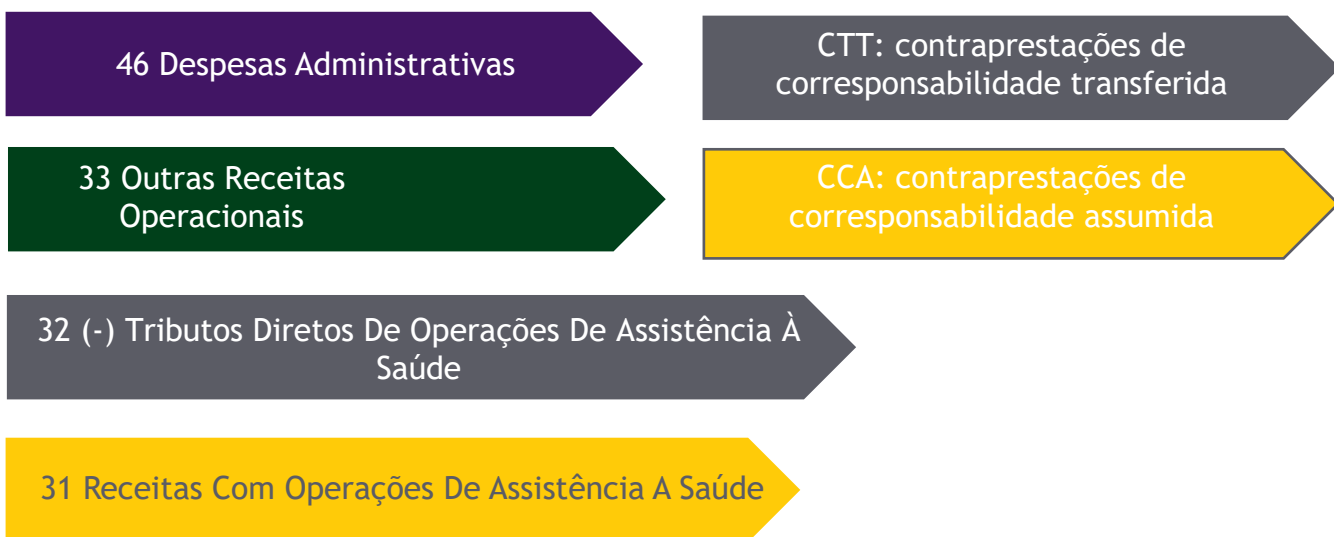 46 Despesas Administrativas
CTT: contraprestações de
corresponsabilidade transferida
33 Outras Receitas
Operacionais
CCA: contraprestações de
corresponsabilidade assumida
32 (-) Tributos Diretos De Operações De Assistência À
Saúde
31 Receitas Com Operações De Assistência A Saúde